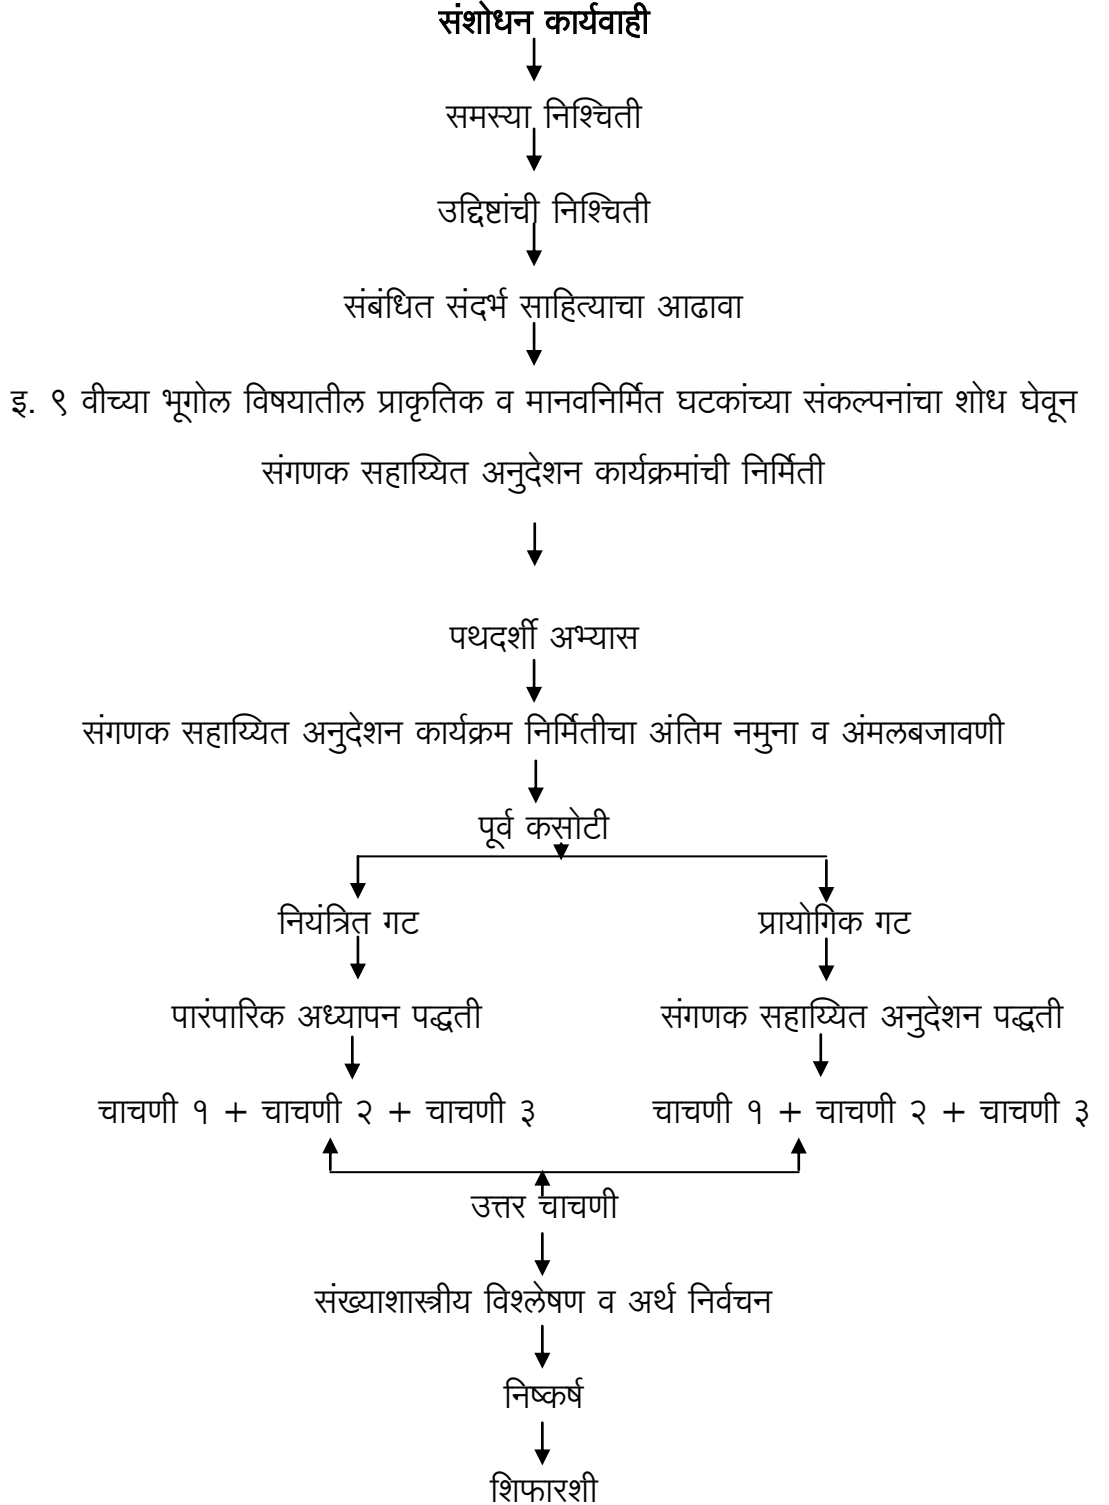 संशोधन कार्यवाही
समस्या निश्चिती
उद्दिष्टांची निश्चिती
संबंधित संदर्भ साहित्याचा आढावा
इ. ९ वीच्या भूगोल विषयातील प्राकृतिक व मानवनिर्मित घटकांच्या संकल्पनांचा शोध घेवून
संगणक सहाय्यित अनुदेशन कार्यक्रमांची निर्मिती
पथदर्शी अभ्यास
संगणक सहाय्यित अनुदेशन कार्यक्रम निर्मितीचा अंतिम नमुना व अंमलबजावणी
पूर्व कसोटी
नियंत्रित गट प्रायोगिक गट
पारंपारिक अध्यापन पद्धती संगणक सहाय्यित अनुदेशन पद्धती
चाचणी १ + चाचणी २ + चाचणी ३ चाचणी १ + चाचणी २ + चाचणी ३
उत्तर चाचणी
संख्याशास्त्रीय विश्लेषण व अर्थ निर्वचन
निष्कर्ष
शिफारशी